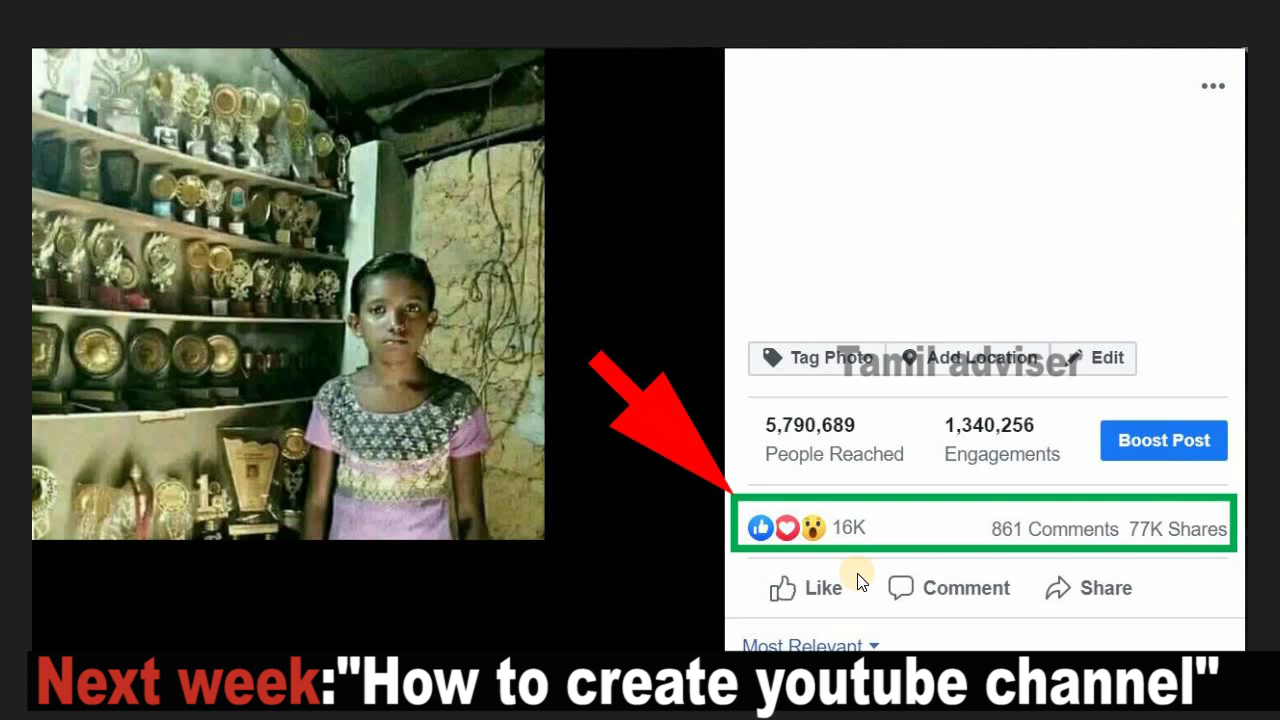 Tag Photo Add Location Edit
Tamil adviser
5,790,689 1,340,256
People Reached Engagements
Boost Post
16K 861 Comments 77K Shares
Like Comment Share
Most Relevant
Next week:"How to create youtube channel"